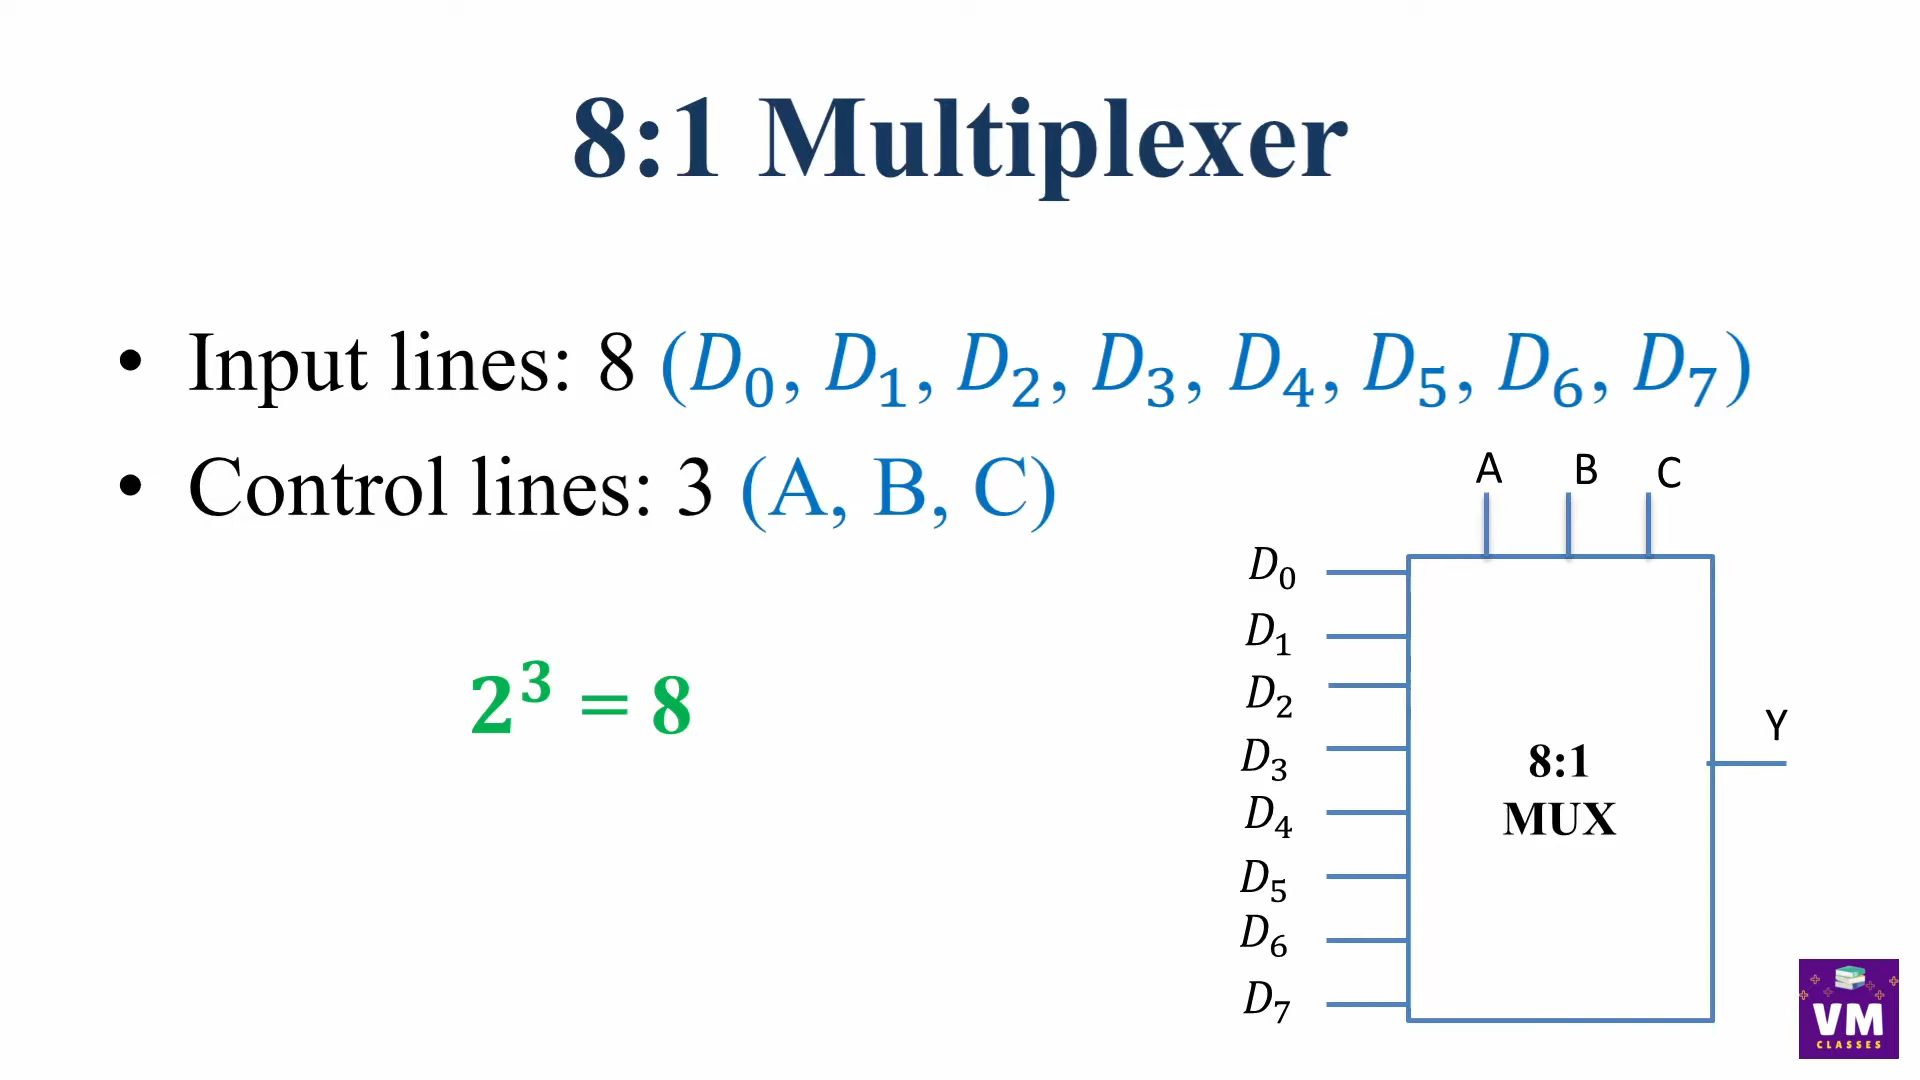 8:1 Multiplexer
• Input lines: 8 (D₀, D₁, D₂, D₃, D₄, D₅, D₆, D₇)
• Control lines: 3 (A, B, C)
2³ = 8
A B C
D₀
D₁
D₂
D₃
D₄
D₅
D₆
D₇
8:1
MUX
Y
VM
CLASSES